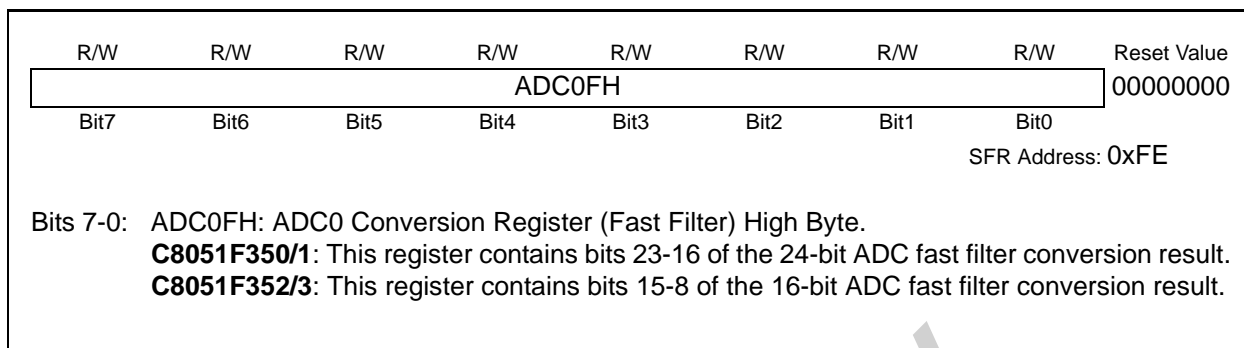 R/W R/W R/W R/W R/W R/W R/W R/W Reset Value
ADC0FH 00000000
Bit7 Bit6 Bit5 Bit4 Bit3 Bit2 Bit1 Bit0
SFR Address: 0xFE
Bits 7-0: ADC0FH: ADC0 Conversion Register (Fast Filter) High Byte.
C8051F350/1: This register contains bits 23-16 of the 24-bit ADC fast filter conversion result.
C8051F352/3: This register contains bits 15-8 of the 16-bit ADC fast filter conversion result.